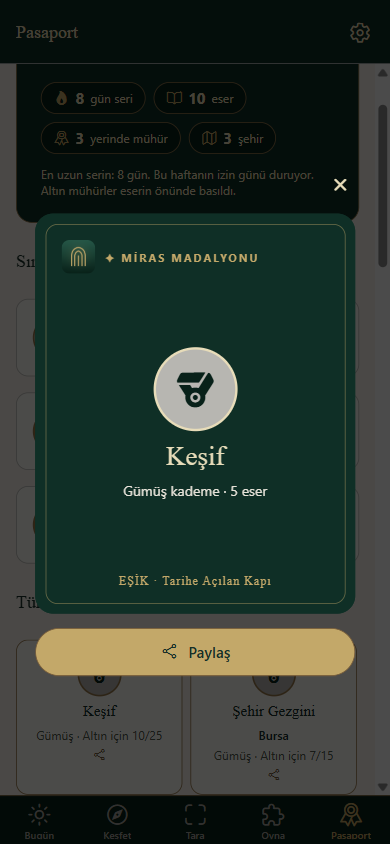 Pasaport
8 gün seri
10 eser
3 yerinde mühür
3 şehir
En uzun serin: 8 gün. Bu haftanın izin günü duruyor.
Altın mühürler eserin önünde basıldı.
✦ MİRAS MADALYONU
Keşif
Gümüş kademe · 5 eser
EŞİK · Tarihe Açılan Kapı
Paylaş
Keşif
Gümüş · Altın için 10/25
Şehir Gezgini
Bursa
Gümüş · Altın için 7/15
Bugün
Keşfet
Tara
Oyna
Pasaport